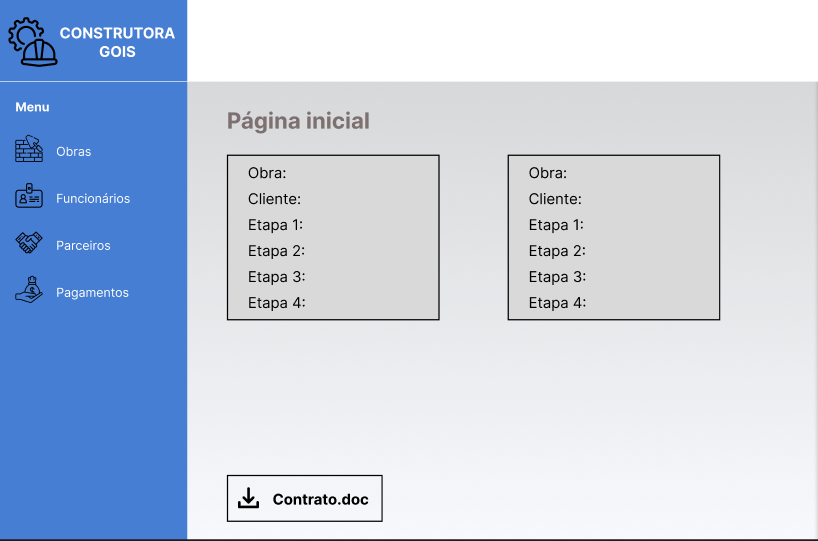 CONSTRUTORA
GOIS
Menu
Obras
Funcionários
Parceiros
Pagamentos
Página inicial
Obra:
Cliente:
Etapa 1:
Etapa 2:
Etapa 3:
Etapa 4:
Obra:
Cliente:
Etapa 1:
Etapa 2:
Etapa 3:
Etapa 4:
Contrato.doc